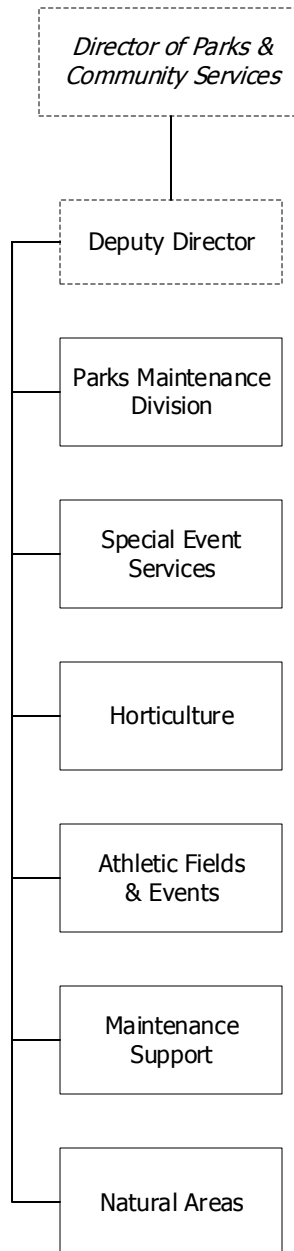 Director of Parks &
Community Services
Deputy Director
Parks Maintenance
Division
Special Event
Services
Horticulture
Athletic Fields
& Events
Maintenance
Support
Natural Areas